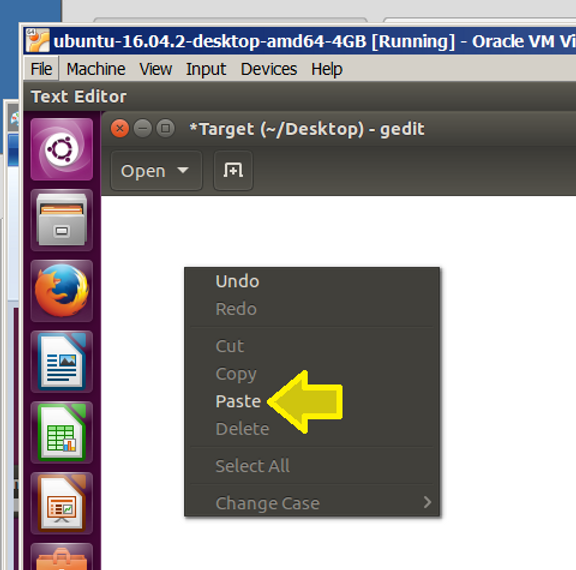 ubuntu-16.04.2-desktop-amd64-4GB [Running] - Oracle VM Vi
File Machine View Input Devices Help
Text Editor
*Target (~/Desktop) - gedit
Open
Undo
Redo
Cut
Copy
Paste
Delete
Select All
Change Case